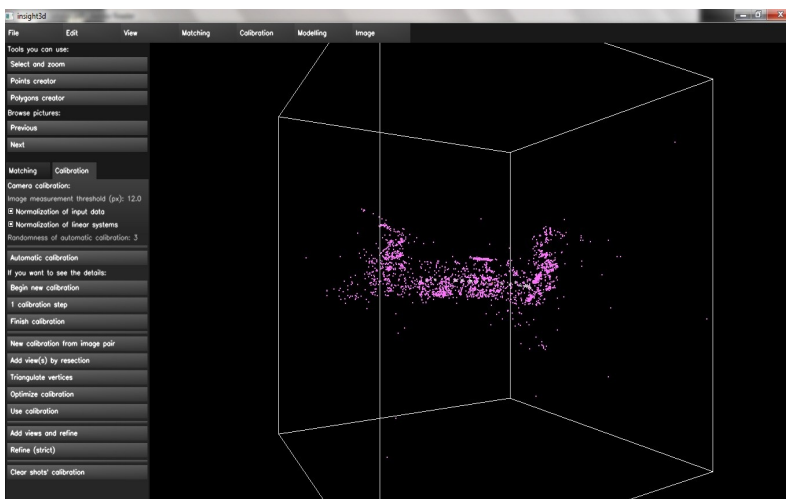 insight3d
File Edit View Matching Calibration Modelling Image
Tools you can use:
Select and zoom
Points creator
Polygons creator
Browse pictures:
Previous
Next
Matching Calibration
Camera calibration:
Image measurement threshold (px): 12.0
Normalization of input data
Normalization of linear systems
Randomness of automatic calibration: 3
Automatic calibration
If you want to see the details:
Begin new calibration
1 calibration step
Finish calibration
New calibration from image pair
Add view(s) by resection
Triangulate vertices
Optimize calibration
Use calibration
Add views and refine
Refine (strict)
Clear shots' calibration